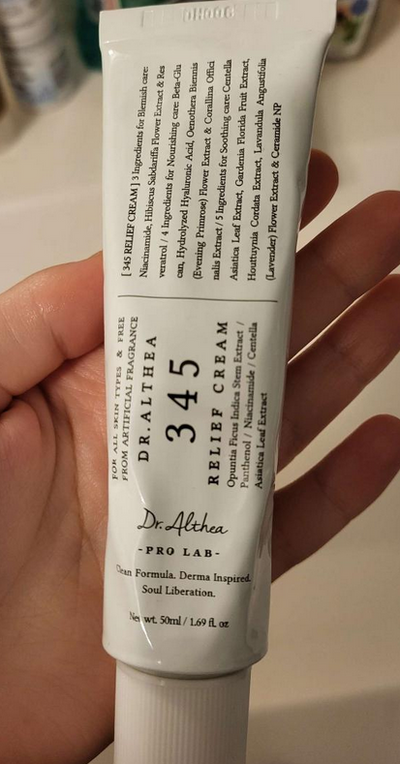 [ 345 RELIEF CREAM ] 3 Ingredients for Blemish care:
Niacinamide, Hibiscus Sabdariffa Flower Extract & Res
veratrol / 4 Ingredients for Nourishing care: Beta-Glu
can, Hydrolyzed Hyaluronic Acid, Oenothera Biennis
(Evening Primrose) Flower Extract & Corallina Offici
nalis Extract / 5 Ingredients for Soothing care: Centella
Asiatica Leaf Extract, Gardenia Florida Fruit Extract,
Houttuynia Cordata Extract, Lavandula Angustifolia
(Lavender) Flower Extract & Ceramide NP
FOR ALL SKIN TYPES & FREE
FROM ARTIFICIAL FRAGRANCE
DR.ALTHEA
345
RELIEF CREAM
Opuntia Ficus Indica Stem Extract /
Panthenol / Niacinamide / Centella
Asiatica Leaf Extract
Dr.Althea
-PRO LAB-
Clean Formula. Derma Inspired.
Soul Liberation.
Net wt. 50ml / 1.69 fl. oz